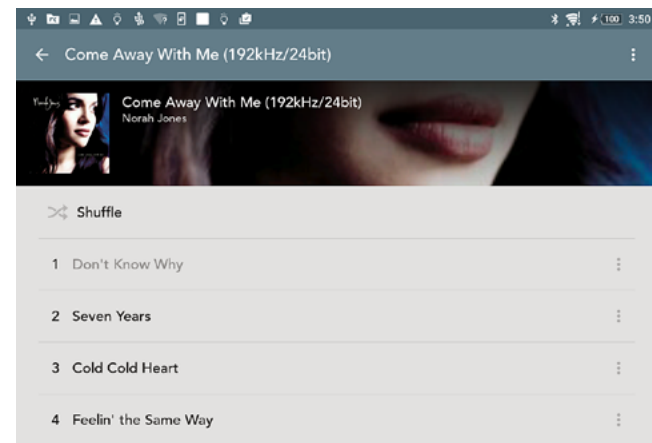 100 3:50
Come Away With Me (192kHz/24bit)
Come Away With Me (192kHz/24bit)
Norah Jones
Shuffle
1 Don't Know Why
2 Seven Years
3 Cold Cold Heart
4 Feelin' the Same Way